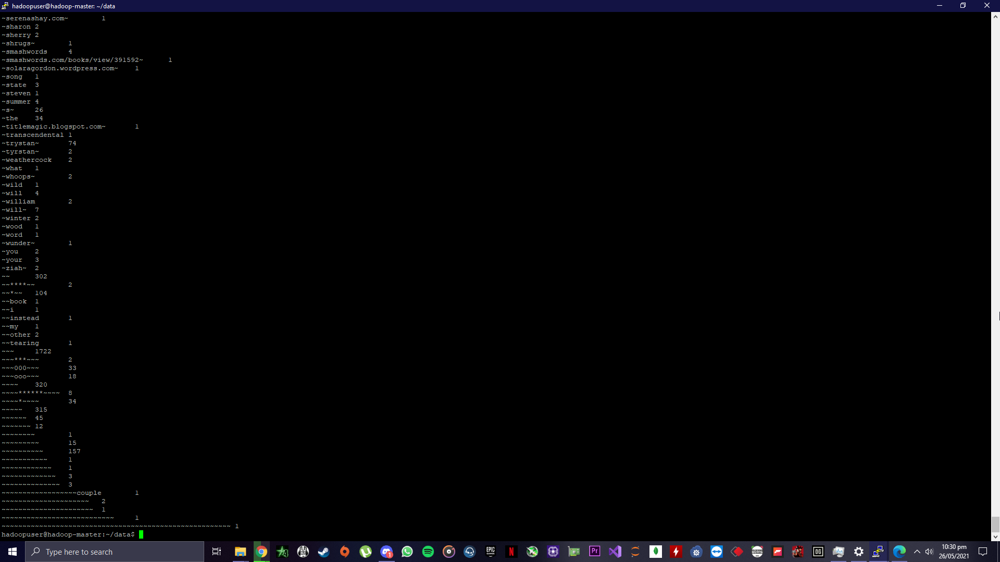 hadoopuser@hadoop-master: ~/data
~serenashay.com~ 1
~sharon 2
~sherry 2
~shrugs~ 1
~smashwords 4
~smashwords.com/books/view/391592~ 1
~solaragordon.wordpress.com~ 1
~song 1
~state 3
~steven 1
~summer 4
~s~ 26
~the 34
~titlemagic.blogspot.com~ 1
~transcendental 1
~trystan~ 74
~tyrstan~ 2
~weathercock 2
~what 1
~whoops~ 2
~wild 1
~will 4
~william 2
~will~ 7
~winter 2
~wood 1
~word 1
~wunder~ 1
~you 2
~your 3
~ziah~ 2
~~ 302
~~****~~ 2
~~*~~ 104
~~book 1
~~i 1
~~instead 1
~~my 1
~~other 2
~~tearing 1
~~~ 1722
~~~***~~~ 2
~~~000~~~ 33
~~~ooo~~~ 18
~~~~ 320
~~~~******~~~~ 8
~~~~*~~~~ 34
~~~~~ 315
~~~~~~ 45
~~~~~~~ 12
~~~~~~~~ 1
~~~~~~~~~ 15
~~~~~~~~~~ 157
~~~~~~~~~~~ 1
~~~~~~~~~~~~ 1
~~~~~~~~~~~~~ 3
~~~~~~~~~~~~~~ 3
~~~~~~~~~~~~~~~~~~couple 1
~~~~~~~~~~~~~~~~~~~~~ 2
~~~~~~~~~~~~~~~~~~~~~~ 1
~~~~~~~~~~~~~~~~~~~~~~~~~~~ 1
~~~~~~~~~~~~~~~~~~~~~~~~~~~~~~~~~~~~~~~~~~~~~~~~~~~~~~~ 1
hadoopuser@hadoop-master:~/data$
Type here to search
EPIC GAMES
N
Pr
obins
OG
1
10:30 pm
26/05/2021